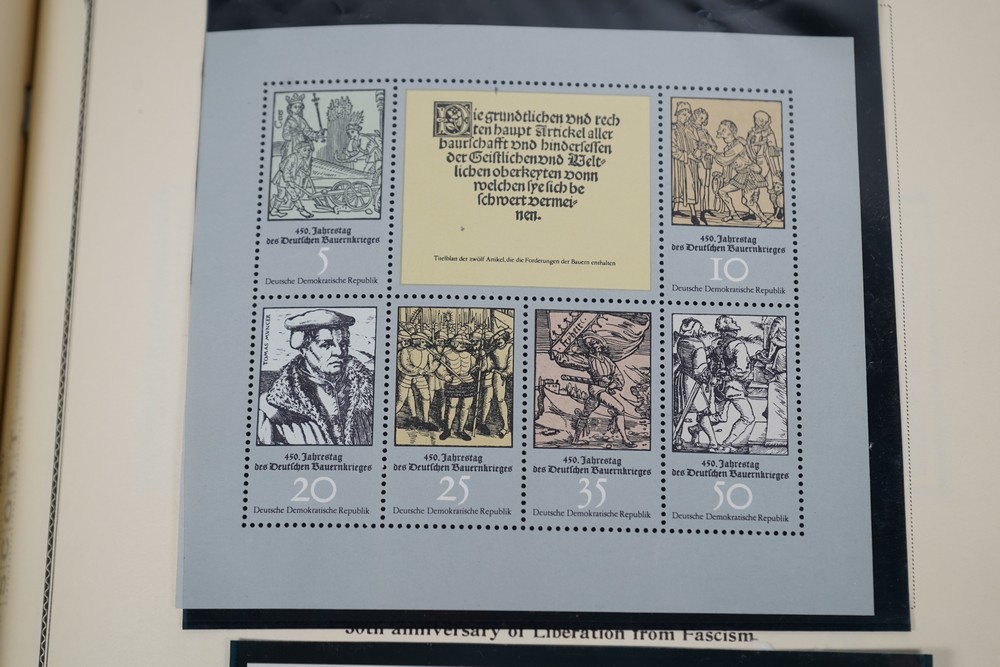 450. Jahrestag
des Deutschen Bauernkrieges
5
Deutsche Demokratische Republik
Die grundtlichen vnd rech
ten haupt Artickel aller
baurschafft vnd hindersessen
der Geistlichen vnd Welt-
lichen oberkeyten vonn
welchen sye sich be
schwert vermei-
nen.
Titelblatt der zwölf Artikel, die die Forderungen der Bauern enthalten
450. Jahrestag
des Deutschen Bauernkrieges
10
Deutsche Demokratische Republik
TOMAS MVNCER
450. Jahrestag
des Deutschen Bauernkrieges
20
Deutsche Demokratische Republik
450. Jahrestag
des Deutschen Bauernkrieges
25
Deutsche Demokratische Republik
450. Jahrestag
des Deutschen Bauernkrieges
35
Deutsche Demokratische Republik
450. Jahrestag
des Deutschen Bauernkrieges
50
Deutsche Demokratische Republik
30th anniversary of Liberation from Fascism